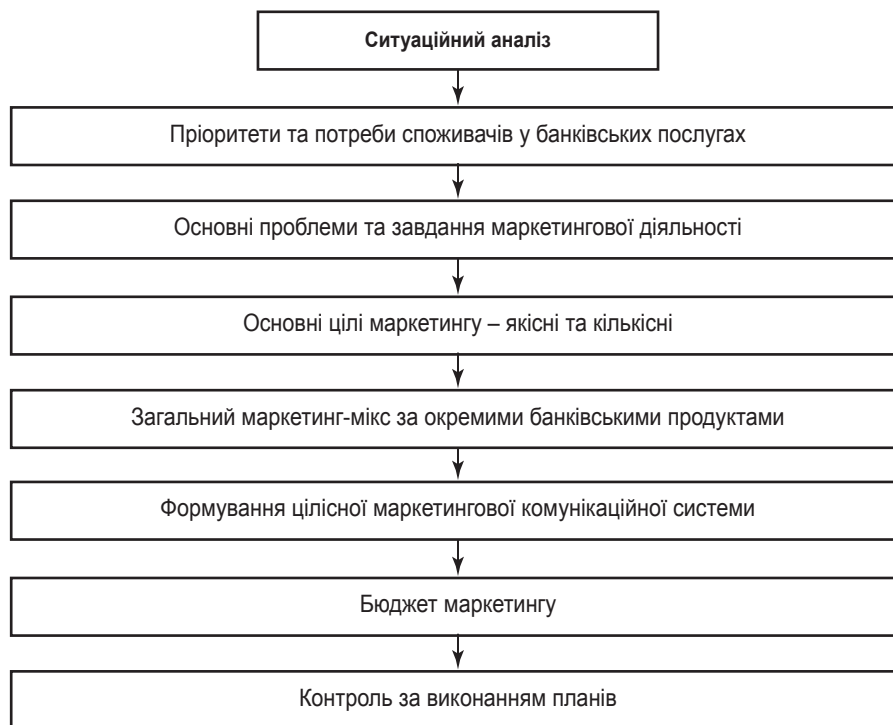 Ситуаційний аналіз
Пріоритети та потреби споживачів у банківських послугах
Основні проблеми та завдання маркетингової діяльності
Основні цілі маркетингу – якісні та кількісні
Загальний маркетинг-мікс за окремими банківськими продуктами
Формування цілісної маркетингової комунікаційної системи
Бюджет маркетингу
Контроль за виконанням планів